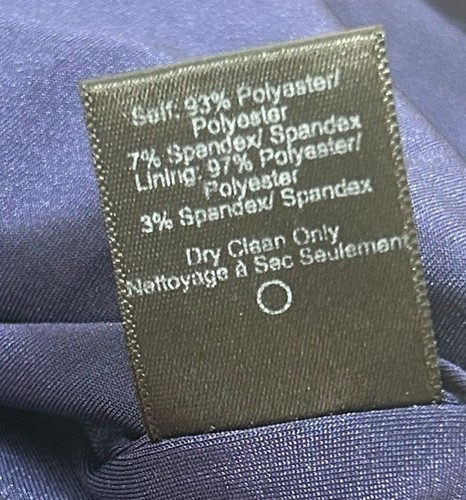 Self: 93% Polyester/
Polyester
7% Spandex/ Spandex
Lining: 97% Polyester/
Polyester
3% Spandex/ Spandex
Dry Clean Only
Nettoyage à Sec Seulement